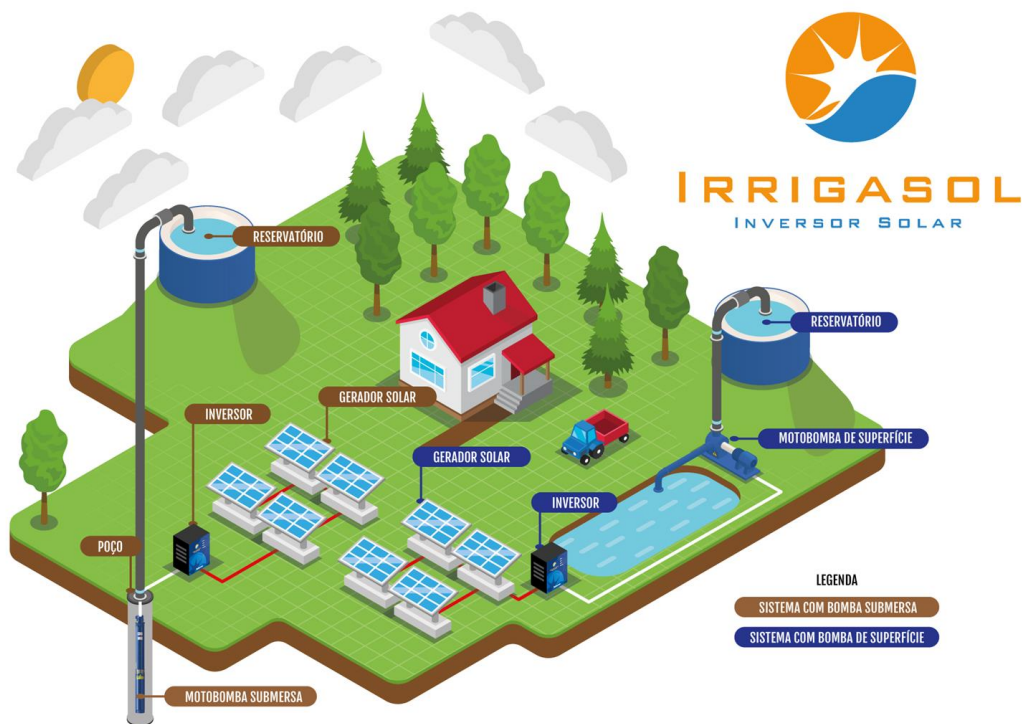 IRRIGASOL
INVERSOR SOLAR
RESERVATÓRIO
RESERVATÓRIO
GERADOR SOLAR
INVERSOR
GERADOR SOLAR
MOTOBOMBA DE SUPERFÍCIE
INVERSOR
POÇO
MOTOBOMBA SUBMERSA
LEGENDA
SISTEMA COM BOMBA SUBMERSA
SISTEMA COM BOMBA DE SUPERFÍCIE